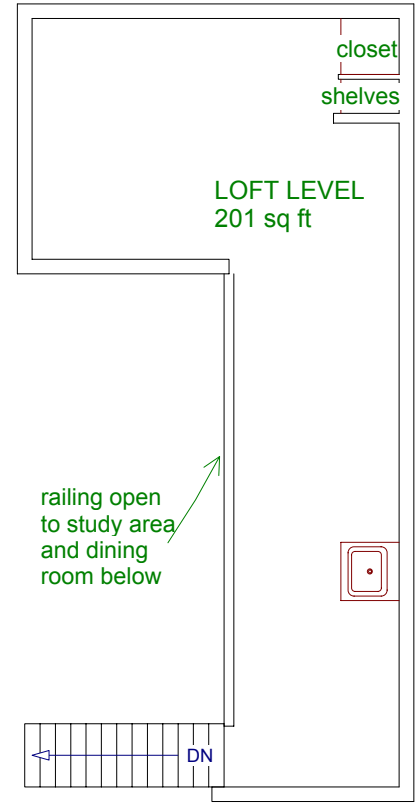 closet
shelves
LOFT LEVEL
201 sq ft
railing open
to study area
and dining
room below
DN